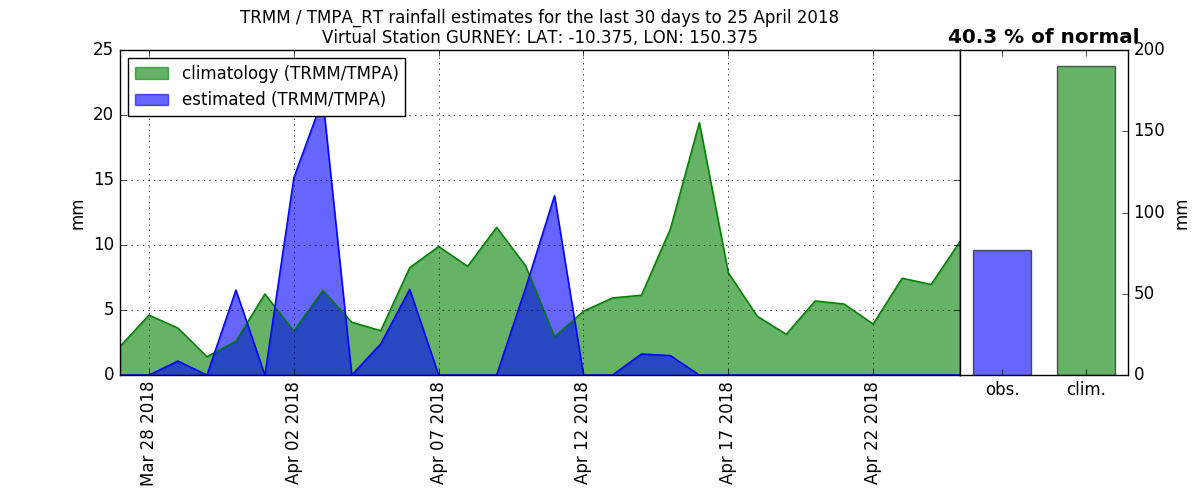 TRMM / TMPA_RT rainfall estimates for the last 30 days to 25 April 2018
Virtual Station GURNEY: LAT: -10.375, LON: 150.375
40.3 % of normal
climatology (TRMM/TMPA)
estimated (TRMM/TMPA)
25
20
15
10
5
0
mm
Mar 28 2018
Apr 02 2018
Apr 07 2018
Apr 12 2018
Apr 17 2018
Apr 22 2018
obs.
clim.
200
150
100
50
0
mm